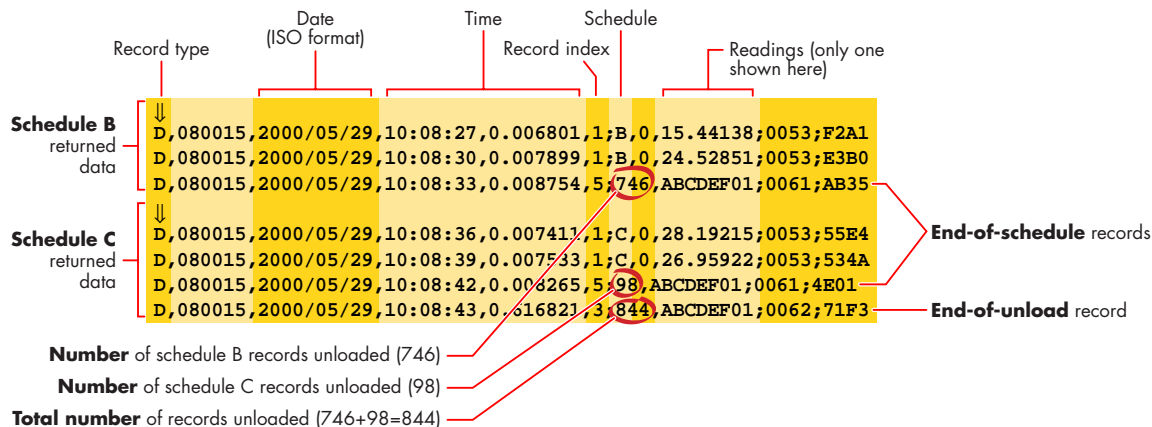 Date
(ISO format)
Time
Schedule
Record type
Record index
Readings (only one
shown here)
Schedule B
returned
data
⇓
D,080015,2000/05/29,10:08:27,0.006801,1;B,0,15.44138;0053;F2A1
D,080015,2000/05/29,10:08:30,0.007899,1;B,0,24.52851;0053;E3B0
D,080015,2000/05/29,10:08:33,0.008754,5;746,ABCDEF01;0061;AB35
Schedule C
returned
data
⇓
D,080015,2000/05/29,10:08:36,0.007411,1;C,0,28.19215;0053;55E4
D,080015,2000/05/29,10:08:39,0.007533,1;C,0,26.95922;0053;534A
D,080015,2000/05/29,10:08:42,0.008265,5;98,ABCDEF01;0061;4E01
D,080015,2000/05/29,10:08:43,0.616821,3;844,ABCDEF01;0062;71F3
End-of-schedule records
End-of-unload record
Number of schedule B records unloaded (746)
Number of schedule C records unloaded (98)
Total number of records unloaded (746+98=844)